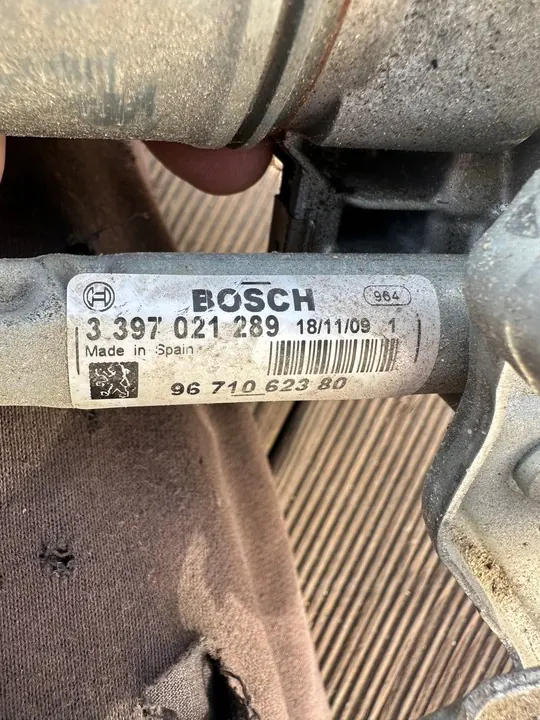 BOSCH 964
3 397 021 289 18/11/09 1
Made in Spain
96 710 623 80